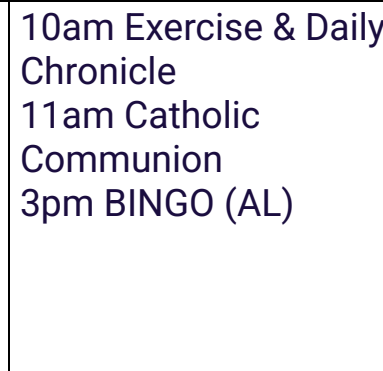 10am Exercise & Daily
Chronicle
11am Catholic
Communion
3pm BINGO (AL)